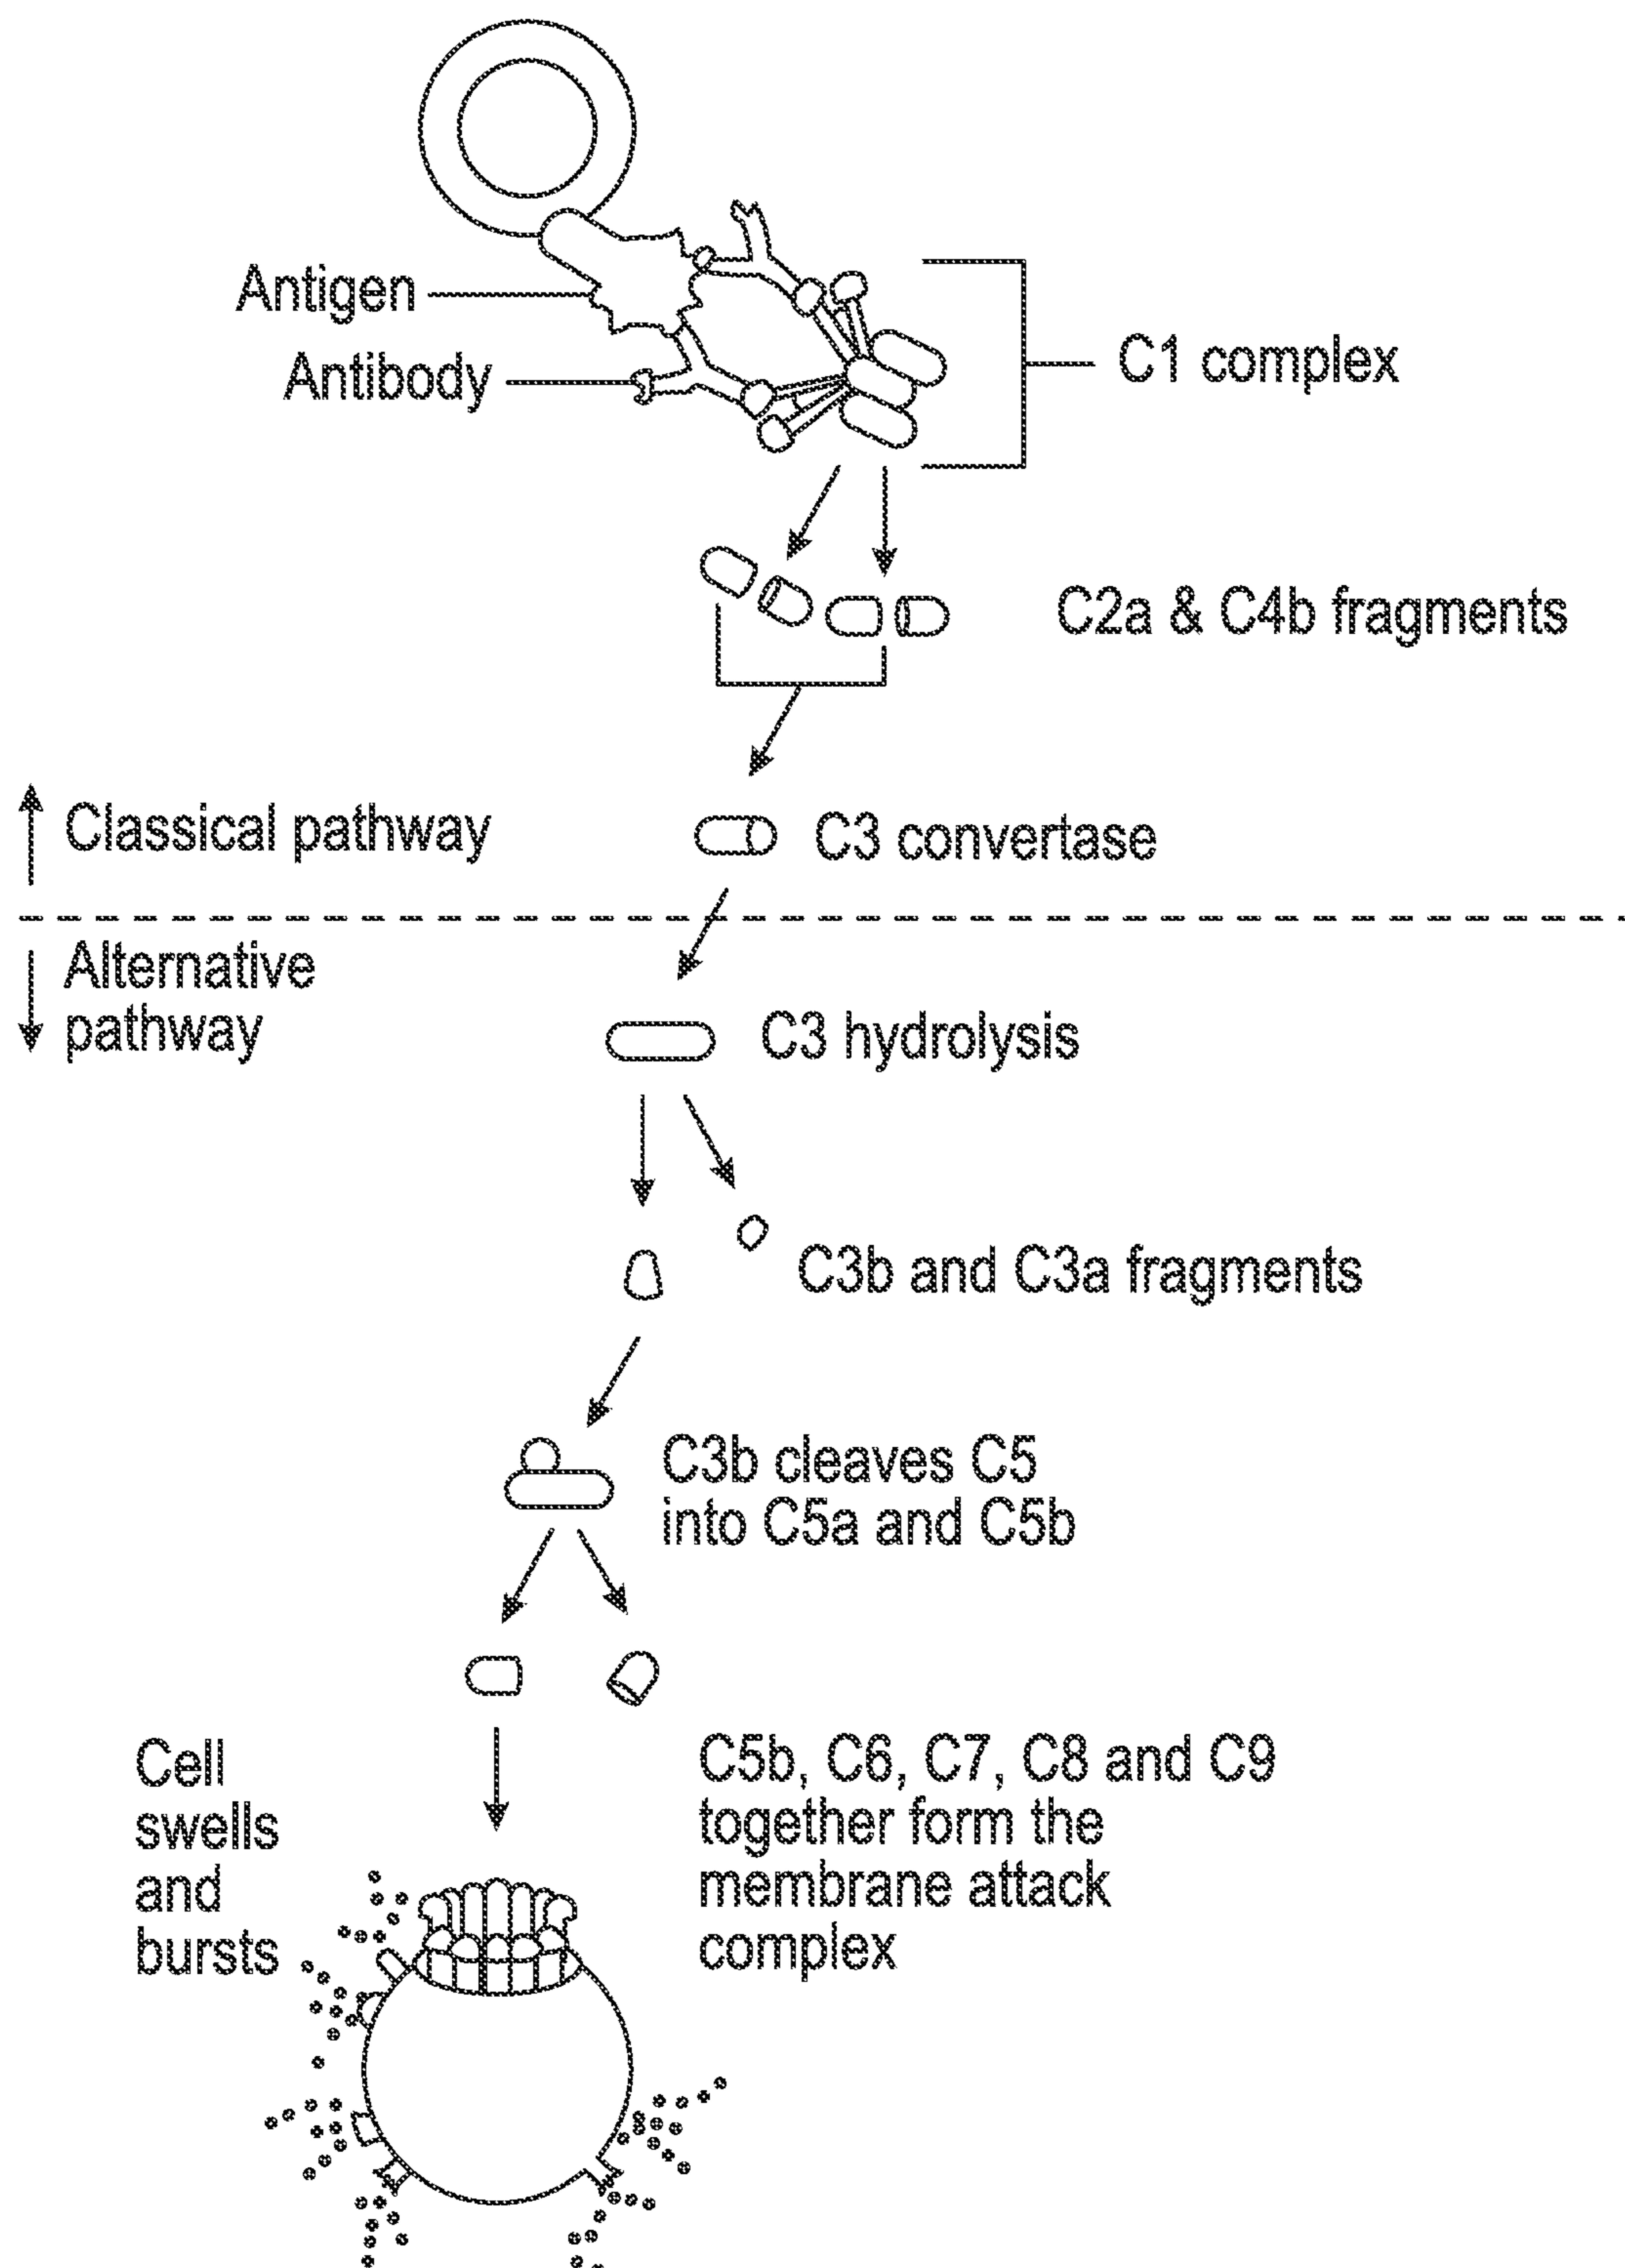 Antigen
Antibody
C1 complex
C2a & C4b fragments
Classical pathway
C3 convertase
Alternative
pathway
C3 hydrolysis
C3b and C3a fragments
C3b cleaves C5
into C5a and C5b
Cell
swells
and
bursts
C5b, C6, C7, C8 and C9
together form the
membrane attack
complex